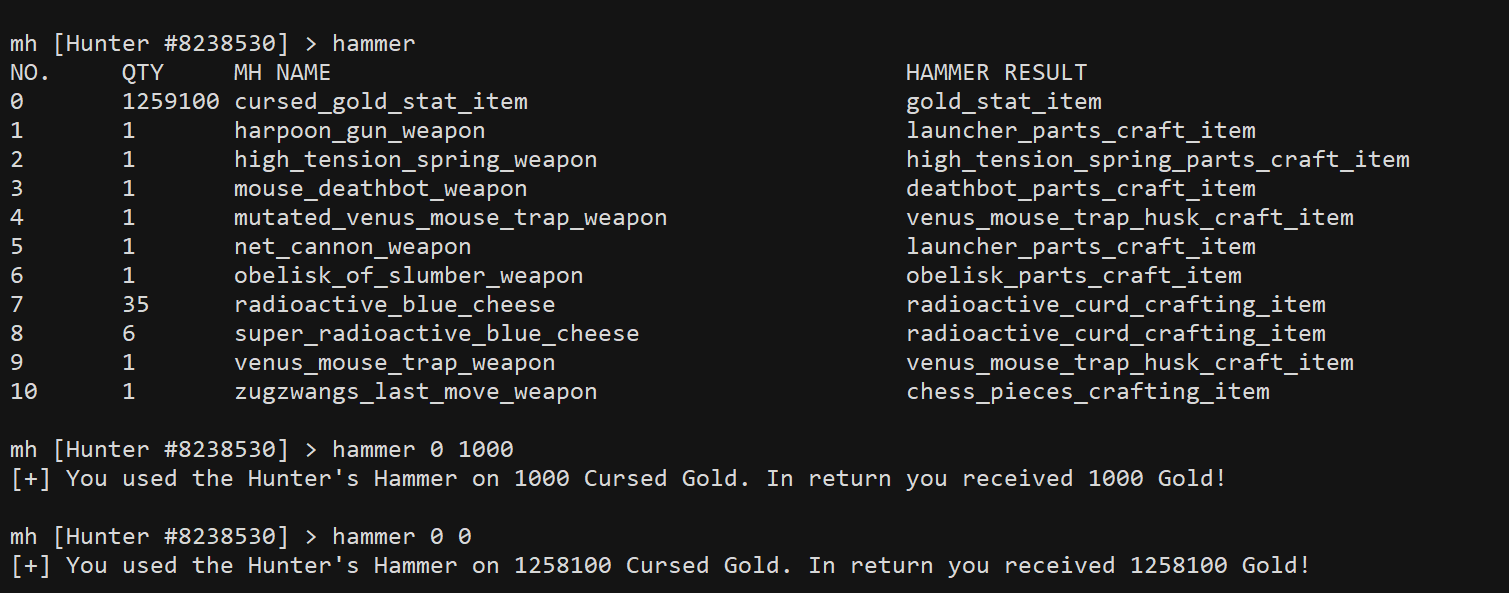 mh [Hunter #8238530] > hammer
NO. QTY MH NAME HAMMER RESULT
0 1259100 cursed_gold_stat_item gold_stat_item
1 1 harpoon_gun_weapon launcher_parts_craft_item
2 1 high_tension_spring_weapon high_tension_spring_parts_craft_item
3 1 mouse_deathbot_weapon deathbot_parts_craft_item
4 1 mutated_venus_mouse_trap_weapon venus_mouse_trap_husk_craft_item
5 1 net_cannon_weapon launcher_parts_craft_item
6 1 obelisk_of_slumber_weapon obelisk_parts_craft_item
7 35 radioactive_blue_cheese radioactive_curd_crafting_item
8 6 super_radioactive_blue_cheese radioactive_curd_crafting_item
9 1 venus_mouse_trap_weapon venus_mouse_trap_husk_craft_item
10 1 zugzwangs_last_move_weapon chess_pieces_crafting_item
mh [Hunter #8238530] > hammer 0 1000
[+] You used the Hunter's Hammer on 1000 Cursed Gold. In return you received 1000 Gold!
mh [Hunter #8238530] > hammer 0 0
[+] You used the Hunter's Hammer on 1258100 Cursed Gold. In return you received 1258100 Gold!